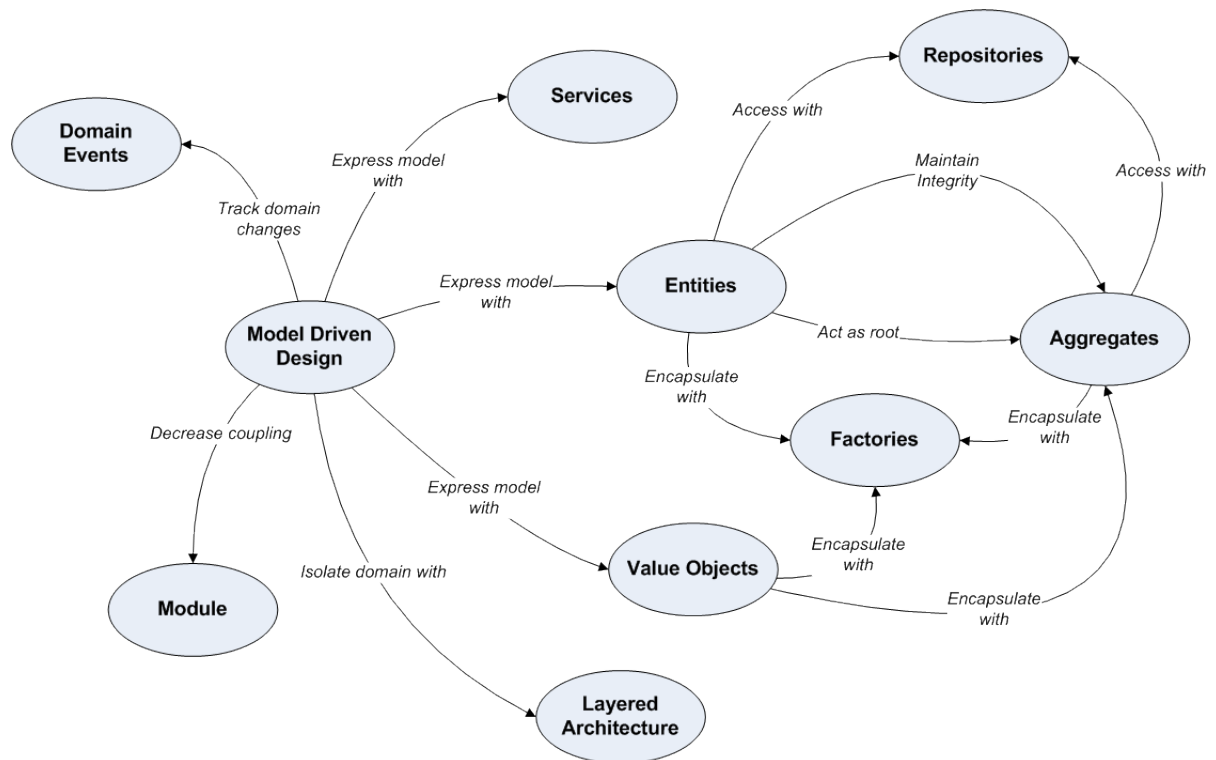 Repositories
Services
Access with
Domain
Events
Maintain
Integrity
Express model
with
Access with
Track domain
changes
Express model
with
Entities
Model Driven
Design
Act as root
Aggregates
Encapsulate
with
Encapsulate
with
Decrease coupling
Factories
Express model
with
Encapsulate
with
Isolate domain with
Value Objects
Module
Encapsulate
with
Layered
Architecture